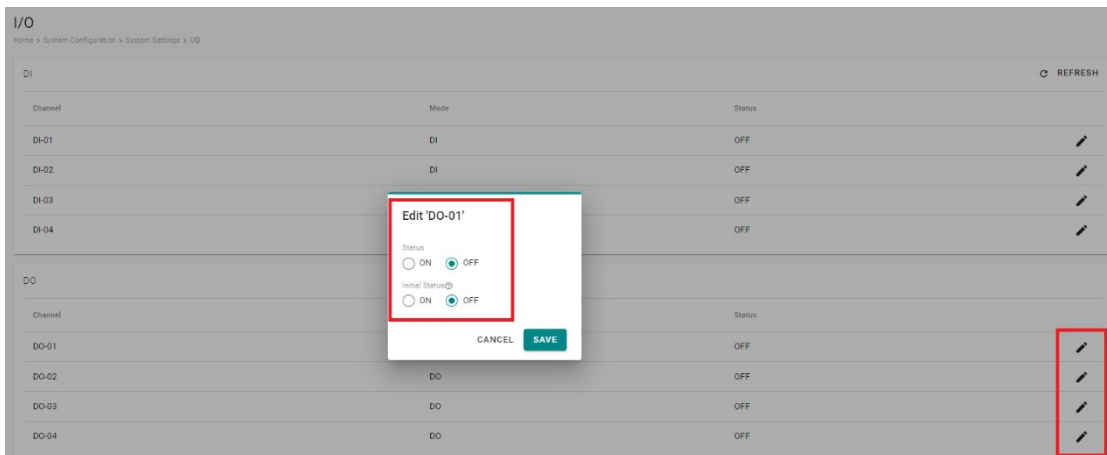 I/O
Home > System Configuration > System Settings > I/O
DI
REFRESH
Channel Mode Status
DI-01 DI OFF
DI-02 DI OFF
DI-03 OFF
DI-04 OFF
Edit 'DO-01'
Status
ON OFF
Initial Status
ON OFF
CANCEL SAVE
DO
Channel Status
DO-01 OFF
DO-02 DO OFF
DO-03 DO OFF
DO-04 DO OFF